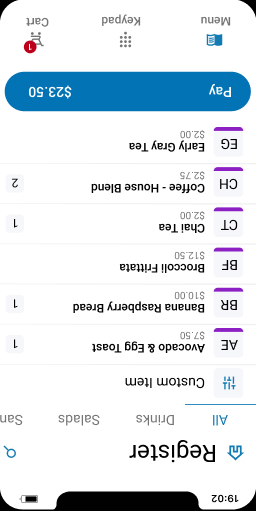 19:02
Register
All Drinks Salads San
Custom Item
AE Avocado & Egg Toast 1
$7.50
BR Banana Raspberry Bread 1
$10.00
BF Broccoli Frittata
$12.50
CT Chai Tea 1
$2.00
CH Coffee - House Blend 2
$2.75
EG Early Gray Tea
$2.00
Pay $23.50
1
Menu Keypad Cart